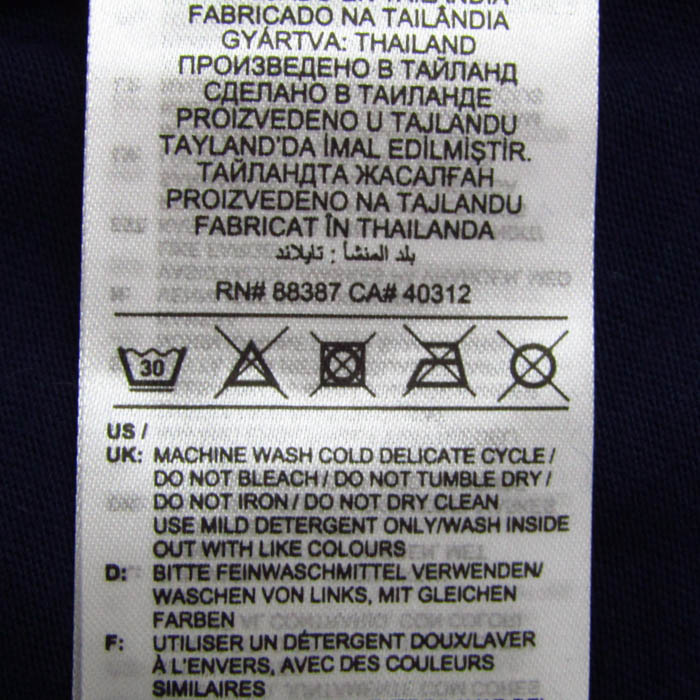 FABRICADO NA TAILÂNDIA
GYÁRTVA: THAILAND
ПРОИЗВЕДЕНО В ТАЙЛАНД
СДЕЛАНО В ТАИЛАНДЕ
PROIZVEDENO U TAJLANDU
TAYLAND'DA İMAL EDİLMİŞTİR.
ТАЙЛАНДТА ЖАСАЛҒАН
PROIZVEDENO NA TAJLANDU
FABRICAT ÎN THAILANDA
بلد المنشأ : تايلاند
RN# 88387 CA# 40312
30
US /
UK: MACHINE WASH COLD DELICATE CYCLE /
DO NOT BLEACH / DO NOT TUMBLE DRY /
DO NOT IRON / DO NOT DRY CLEAN
USE MILD DETERGENT ONLY/WASH INSIDE
OUT WITH LIKE COLOURS
D: BITTE FEINWASCHMITTEL VERWENDEN/
WASCHEN VON LINKS, MIT GLEICHEN
FARBEN
F: UTILISER UN DÉTERGENT DOUX/LAVER
À L'ENVERS, AVEC DES COULEURS
SIMILAIRES